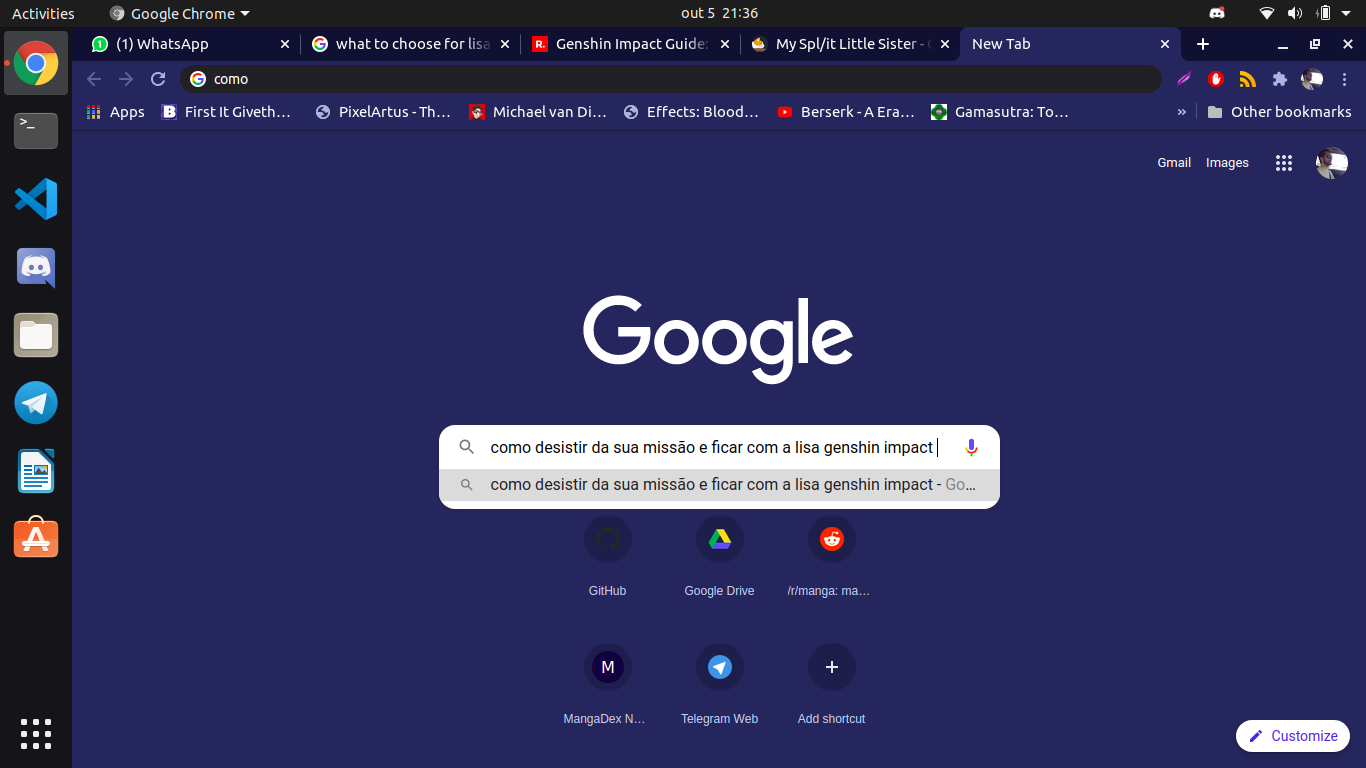 Activities
Google Chrome
out 5 21:36
(1) WhatsApp
what to choose for lisa
Genshin Impact Guide:
My Spl/it Little Sister -
New Tab
como
Apps
First It Giveth…
PixelArtus - Th…
Michael van Di…
Effects: Blood…
Berserk - A Era…
Gamasutra: To…
»
Other bookmarks
Gmail
Images
Google
como desistir da sua missão e ficar com a lisa genshin impact
como desistir da sua missão e ficar com a lisa genshin impact - Go…
GitHub
Google Drive
/r/manga: ma…
M
MangaDex N…
Telegram Web
Add shortcut
Customize